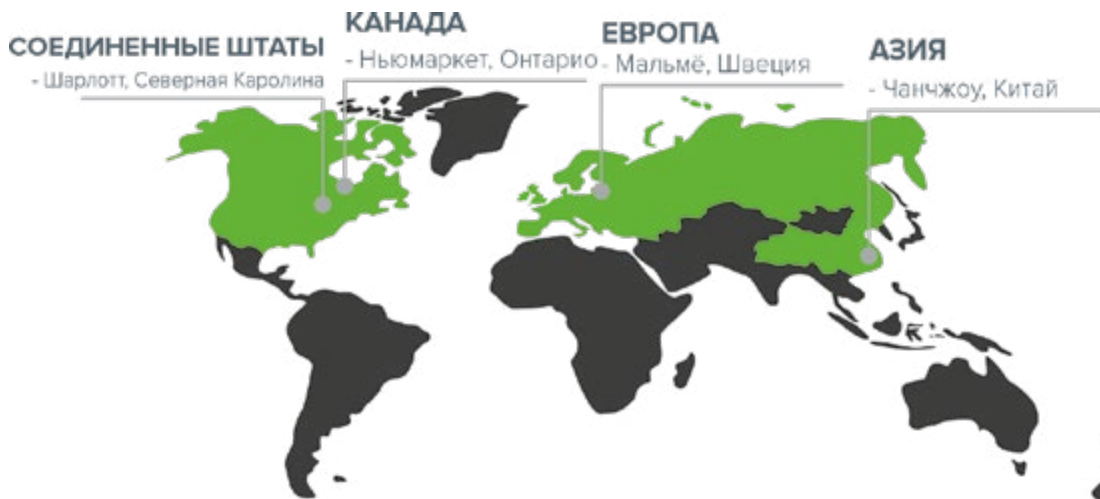 СОЕДИНЕННЫЕ ШТАТЫ
- Шарлотт, Северная Каролина
КАНАДА
- Ньюмаркет, Онтарио
ЕВРОПА
- Мальмё, Швеция
АЗИЯ
- Чанчжоу, Китай